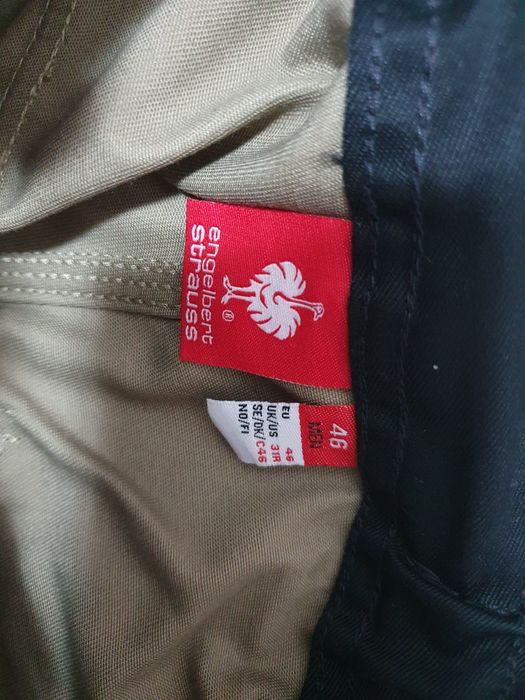 engelbert
strauss®
46
MEN
EU 46
UK/US 31R
SE/DK/ C46
NO/FI